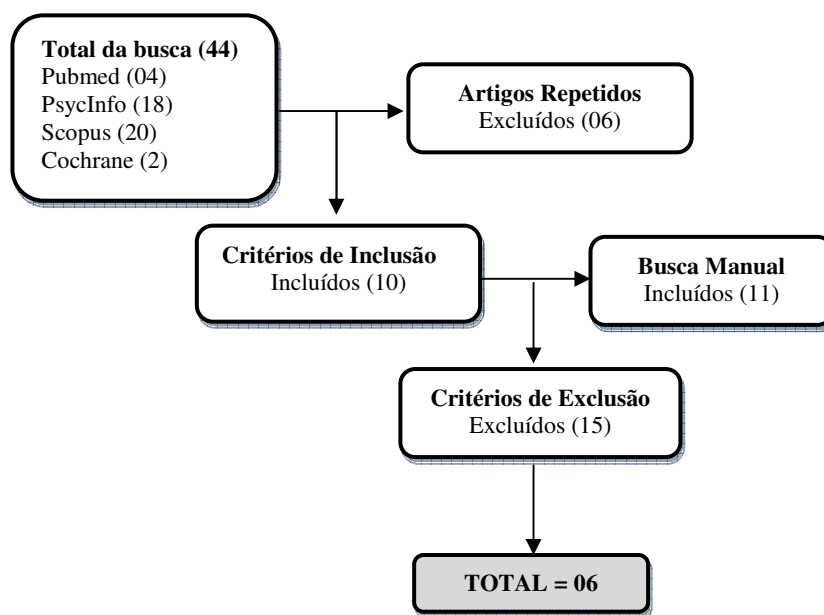 Total da busca (44)
Pubmed (04)
PsycInfo (18)
Scopus (20)
Cochrane (2)
Artigos Repetidos
Excluídos (06)
Critérios de Inclusão
Incluídos (10)
Busca Manual
Incluídos (11)
Critérios de Exclusão
Excluídos (15)
TOTAL = 06